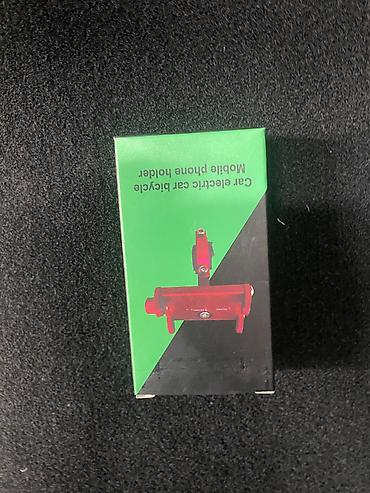 Car electric car bicycle
Mobile phone holder